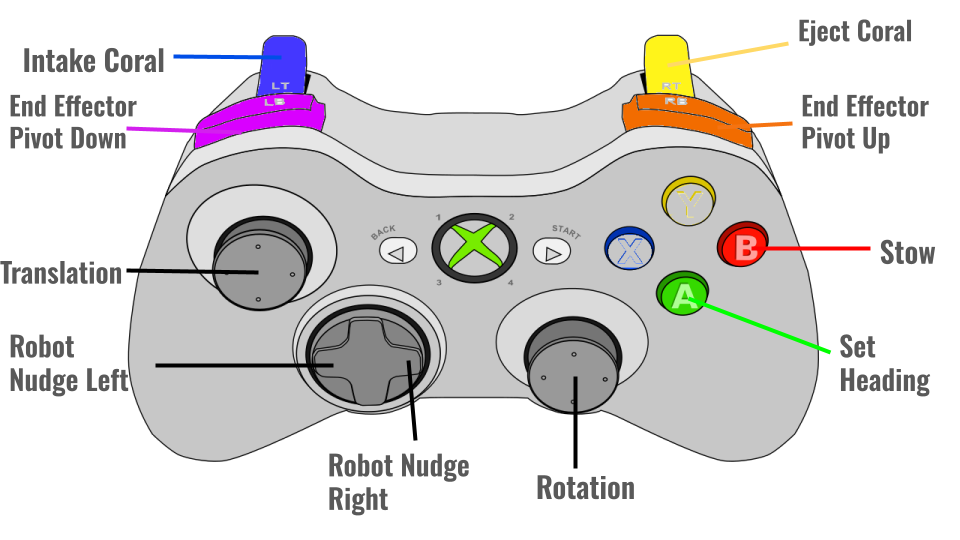 Eject Coral
Intake Coral
LT
RT
LB
RB
End Effector
Pivot Down
End Effector
Pivot Up
Y
1
2
BACK
START
X
B
Stow
Translation
3
4
A
Robot
Nudge Left
Set
Heading
Robot Nudge
Right
Rotation